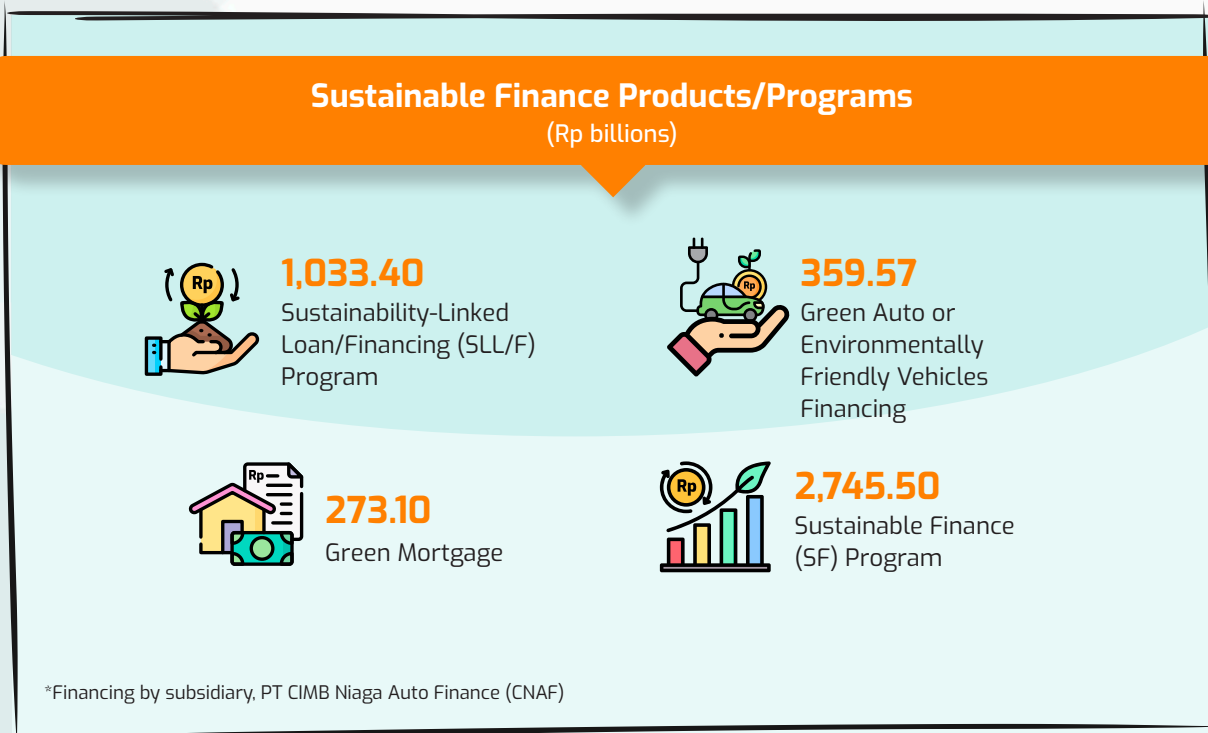 Sustainable Finance Products/Programs
(Rp billions)
Rp
1,033.40
Sustainability-Linked
Loan/Financing (SLL/F)
Program
Rp
359.57
Green Auto or
Environmentally
Friendly Vehicles
Financing
Rp
273.10
Green Mortgage
Rp
2,745.50
Sustainable Finance
(SF) Program
*Financing by subsidiary, PT CIMB Niaga Auto Finance (CNAF)